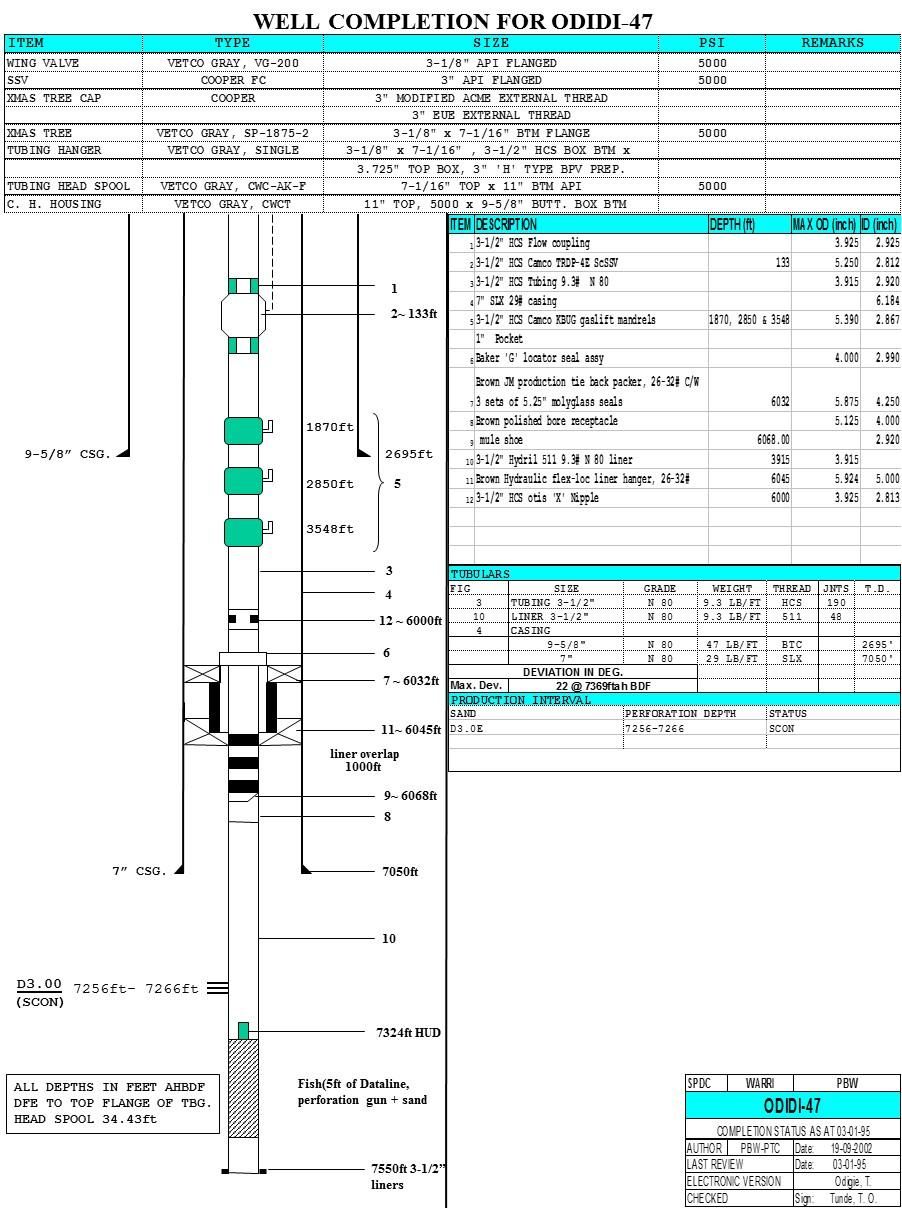 WELL COMPLETION FOR ODIDI-47
ITEM TYPE SIZE PSI REMARKS
WING VALVE VETCO GRAY, VG-200 3-1/8" API FLANGED 5000
SSV COOPER FC 3" API FLANGED 5000
XMAS TREE CAP COOPER 3" MODIFIED ACME EXTERNAL THREAD
3" EUE EXTERNAL THREAD
XMAS TREE VETCO GRAY, SP-1875-2 3-1/8" x 7-1/16" BTM FLANGE 5000
TUBING HANGER VETCO GRAY, SINGLE 3-1/8" x 7-1/16" , 3-1/2" HCS BOX BTM x
3.725" TOP BOX, 3" 'H' TYPE BPV PREP.
TUBING HEAD SPOOL VETCO GRAY, CWC-AK-F 7-1/16" TOP x 11" BTM API 5000
C. H. HOUSING VETCO GRAY, CWCT 11" TOP, 5000 x 9-5/8" BUTT. BOX BTM
1
2~ 133ft
1870ft
9-5/8” CSG.
2695ft
2850ft
5
3548ft
3
4
12 ~ 6000ft
6
7 ~ 6032ft
11~ 6045ft
liner overlap
1000ft
9~ 6068ft
8
7” CSG.
7050ft
10
D3.00 7256ft- 7266ft
(SCON)
7324ft HUD
Fish(5ft of Dataline,
perforation gun + sand
ALL DEPTHS IN FEET AHBDF
DFE TO TOP FLANGE OF TBG.
HEAD SPOOL 34.43ft
7550ft 3-1/2”
liners
ITEM DESCRIPTION DEPTH (ft) MAX OD (inch) ID (inch)
1 3-1/2" HCS Flow coupling 3.925 2.925
2 3-1/2" HCS Camco TRDP-4E ScSSV 133 5.250 2.812
3 3-1/2" HCS Tubing 9.3# N 80 3.915 2.920
4 7" SLX 29# casing 6.184
5 3-1/2" HCS Camco KBUG gaslift mandrels 1870, 2850 & 3548 5.390 2.867
1" Pocket
6 Baker 'G' locator seal assy 4.000 2.990
Brown JM production tie back packer, 26-32# C/W
7 3 sets of 5.25" molyglass seals 6032 5.875 4.250
8 Brown polished bore receptacle 5.125 4.000
9 mule shoe 6068.00 2.920
10 3-1/2" Hydril 511 9.3# N 80 liner 3915 3.915
11 Brown Hydraulic flex-loc liner hanger, 26-32# 6045 5.924 5.000
12 3-1/2" HCS otis 'X' Nipple 6000 3.925 2.813
TUBULARS
FIG SIZE GRADE WEIGHT THREAD JNTS T.D.
3 TUBING 3-1/2" N 80 9.3 LB/FT HCS 190
10 LINER 3-1/2" N 80 9.3 LB/FT 511 48
4 CASING
9-5/8" N 80 47 LB/FT BTC 2695'
7" N 80 29 LB/FT SLX 7050'
DEVIATION IN DEG.
Max. Dev. 22 @ 7369ftah BDF
PRODUCTION INTERVAL
SAND PERFORATION DEPTH STATUS
D3.0E 7256-7266 SCON
SPDC WARRI PBW
ODIDI-47
COMPLETION STATUS AS AT 03-01-95
AUTHOR PBW-PTC Date: 19-09-2002
LAST REVIEW Date: 03-01-95
ELECTRONIC VERSION Odigie, T.
CHECKED Sign: Tunde, T. O.